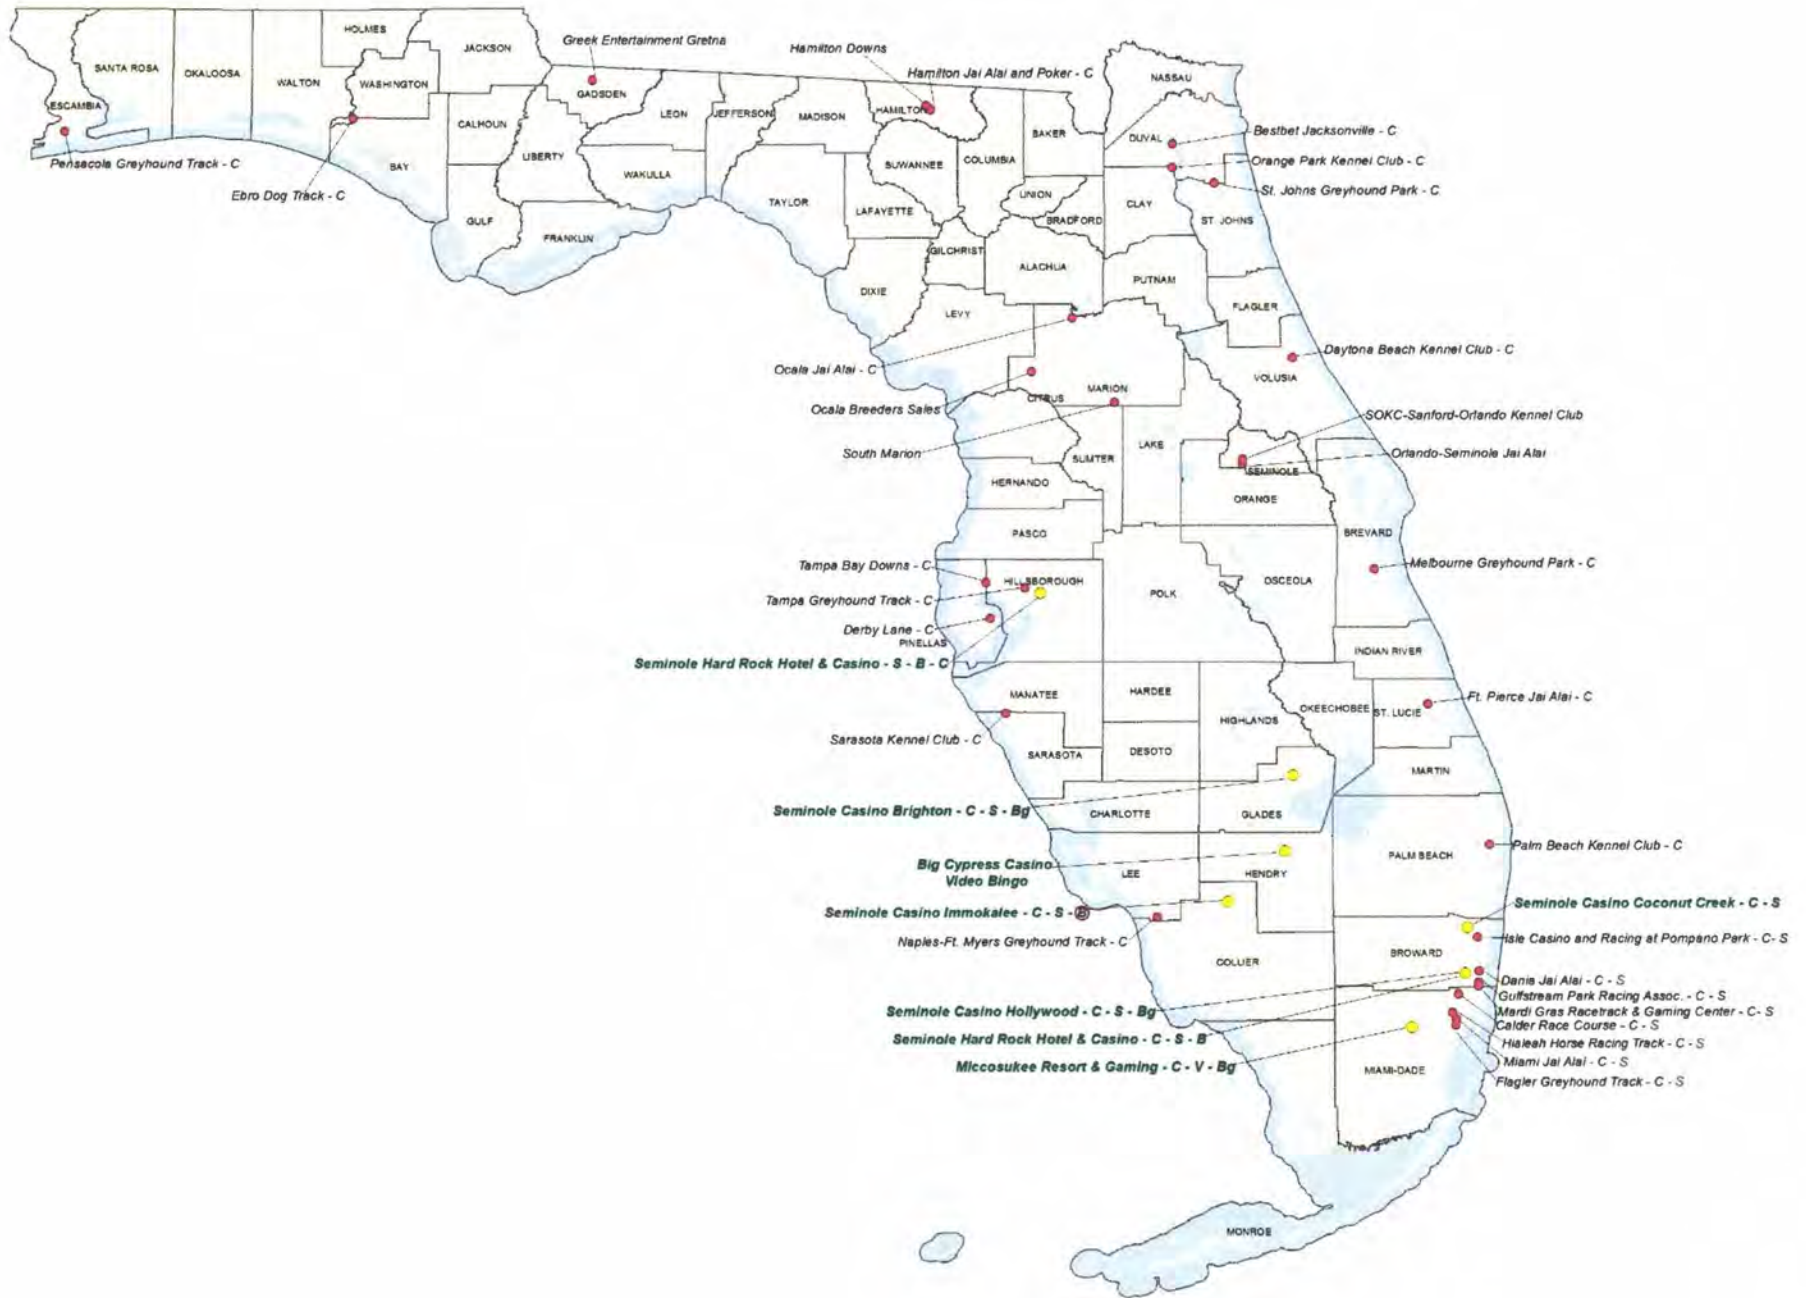 HOLMES
JACKSON
SANTA ROSA
OKALOOSA
WALTON
WASHINGTON
ESCAMBIA
Pensacola Greyhound Track - C
Ebro Dog Track - C
BAY
CALHOUN
GULF
Greek Entertainment Gretna
GADSDEN
LIBERTY
FRANKLIN
LEON
WAKULLA
JEFFERSON
MADISON
TAYLOR
Hamilton Downs
Hamilton Jai Alai and Poker - C
HAMILTON
SUWANNEE
LAFAYETTE
COLUMBIA
BAKER
UNION
BRADFORD
NASSAU
DUVAL
Bestbet Jacksonville - C
Orange Park Kennel Club - C
St. Johns Greyhound Park - C
CLAY
ST. JOHNS
GILCHRIST
ALACHUA
PUTNAM
DIXIE
LEVY
FLAGLER
Ocala Jai Alai - C
Daytona Beach Kennel Club - C
VOLUSIA
MARION
CITRUS
Ocala Breeders Sales
SOKC-Sanford-Orlando Kennel Club
South Marion
LAKE
SUMTER
Orlando-Seminole Jai Alai
SEMINOLE
HERNANDO
ORANGE
PASCO
BREVARD
Tampa Bay Downs - C
HILLSBOROUGH
Melbourne Greyhound Park - C
OSCEOLA
POLK
Tampa Greyhound Track - C
Derby Lane - C
PINELLAS
INDIAN RIVER
Seminole Hard Rock Hotel & Casino - S - B - C
MANATEE
HARDEE
HIGHLANDS
OKEECHOBEE
ST. LUCIE
Ft. Pierce Jai Alai - C
Sarasota Kennel Club - C
SARASOTA
DESOTO
MARTIN
Seminole Casino Brighton - C - S - Bg
CHARLOTTE
GLADES
PALM BEACH
Palm Beach Kennel Club - C
Big Cypress Casino
Video Bingo
LEE
HENDRY
Seminole Casino Immokalee - C - S - B
Seminole Casino Coconut Creek - C - S
Naples-Ft. Myers Greyhound Track - C
Isle Casino and Racing at Pompano Park - C- S
BROWARD
COLLIER
Dania Jai Alai - C - S
Gulfstream Park Racing Assoc. - C - S
Seminole Casino Hollywood - C - S - Bg
Mardi Gras Racetrack & Gaming Center - C- S
Calder Race Course - C - S
Seminole Hard Rock Hotel & Casino - C - S - B
Hialeah Horse Racing Track - C - S
Miami Jai Alai - C - S
Miccosukee Resort & Gaming - C - V - Bg
MIAMI-DADE
Flagler Greyhound Track - C - S
MONROE